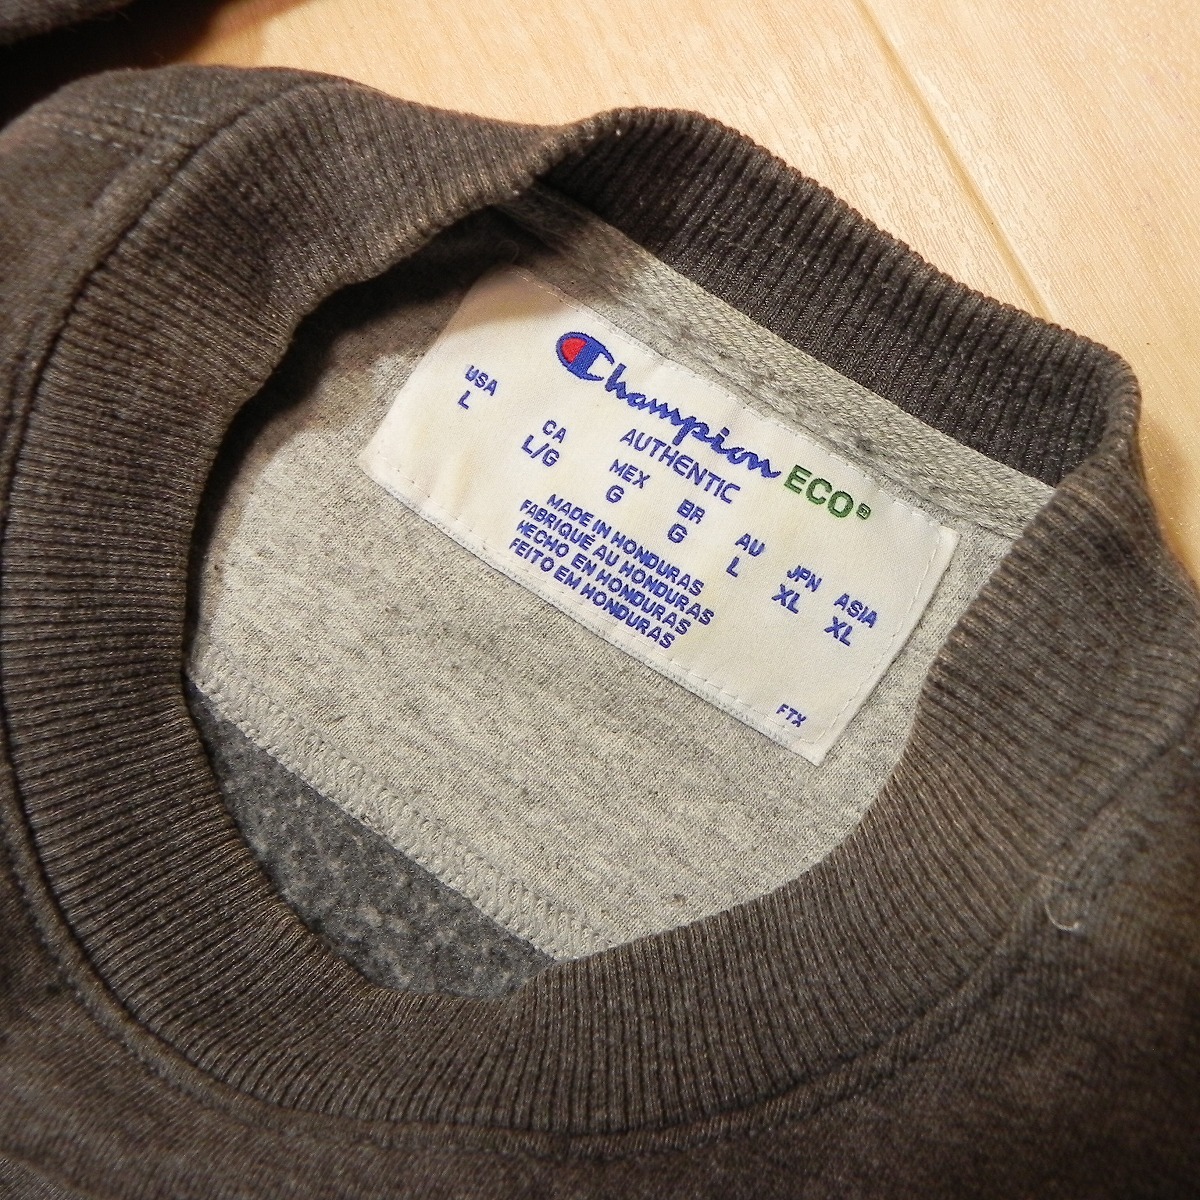 Champion ECO®
AUTHENTIC
USA CA MEX BR AU JPN ASIA
L L/G G G L XL XL
MADE IN HONDURAS
FABRIQUÉ AU HONDURAS
HECHO EN HONDURAS
FEITO EM HONDURAS
FTX